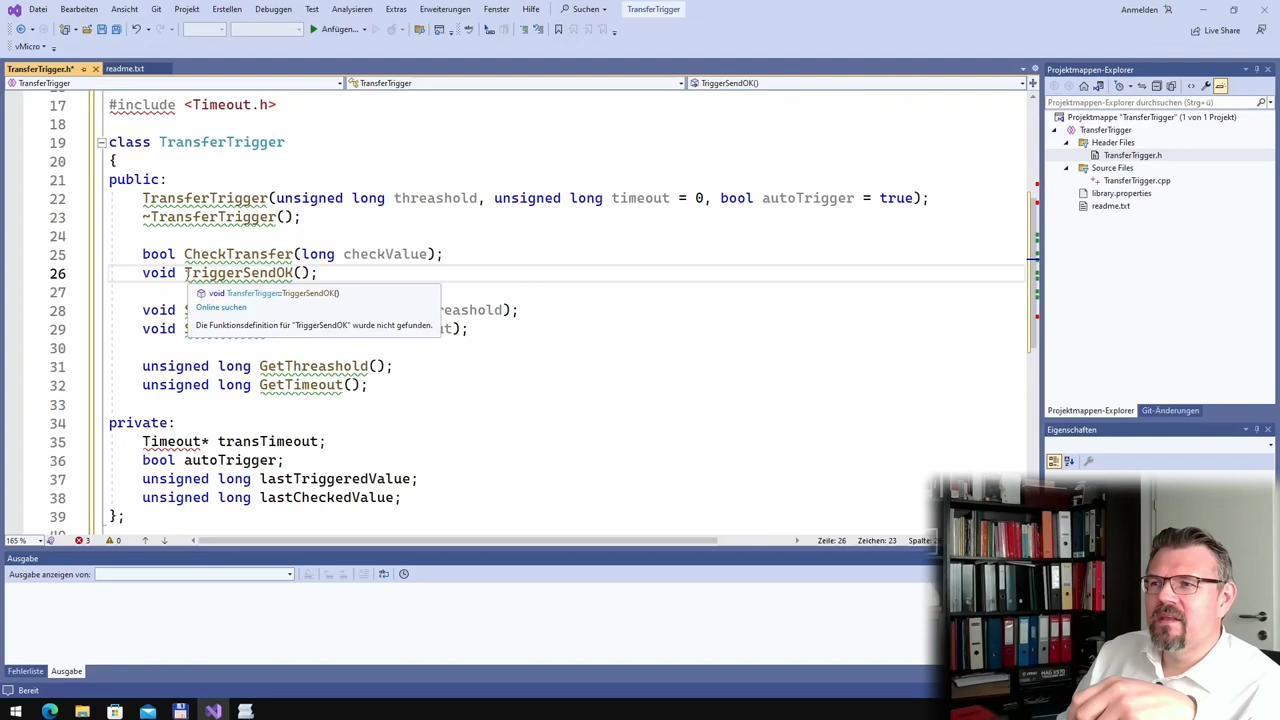 Datei Bearbeiten Ansicht Git Projekt Erstellen Debuggen Test Analysieren Extras Erweiterungen Fenster Hilfe Suchen TransferTrigger Anmelden
Anfügen... Live Share
vMicro
TransferTrigger.h* readme.txt
TransferTrigger TransferTrigger TriggerSendOK()
17 #include <Timeout.h>
18
19 class TransferTrigger
20 {
21 public:
22 TransferTrigger(unsigned long threashold, unsigned long timeout = 0, bool autoTrigger = true);
23 ~TransferTrigger();
24
25 bool CheckTransfer(long checkValue);
26 void TriggerSendOK();
void TransferTrigger::TriggerSendOK()
Online suchen
Die Funktionsdefinition für "TriggerSendOK" wurde nicht gefunden.
27
28 void eashold);
29 void t);
30
31 unsigned long GetThreashold();
32 unsigned long GetTimeout();
33
34 private:
35 Timeout* transTimeout;
36 bool autoTrigger;
37 unsigned long lastTriggeredValue;
38 unsigned long lastCheckedValue;
39 };
165 % 3 0 Zeile: 26 Zeichen: 23 Spalte: 26
Ausgabe
Ausgabe anzeigen von:
Fehlerliste Ausgabe
Bereit
Projektmappen-Explorer
Projektmappen-Explorer durchsuchen (Strg+ü)
Projektmappe "TransferTrigger" (1 von 1 Projekt)
TransferTrigger
Header Files
TransferTrigger.h
Source Files
TransferTrigger.cpp
library.properties
readme.txt
Projektmappen-Explorer Git-Änderungen
Eigenschaften